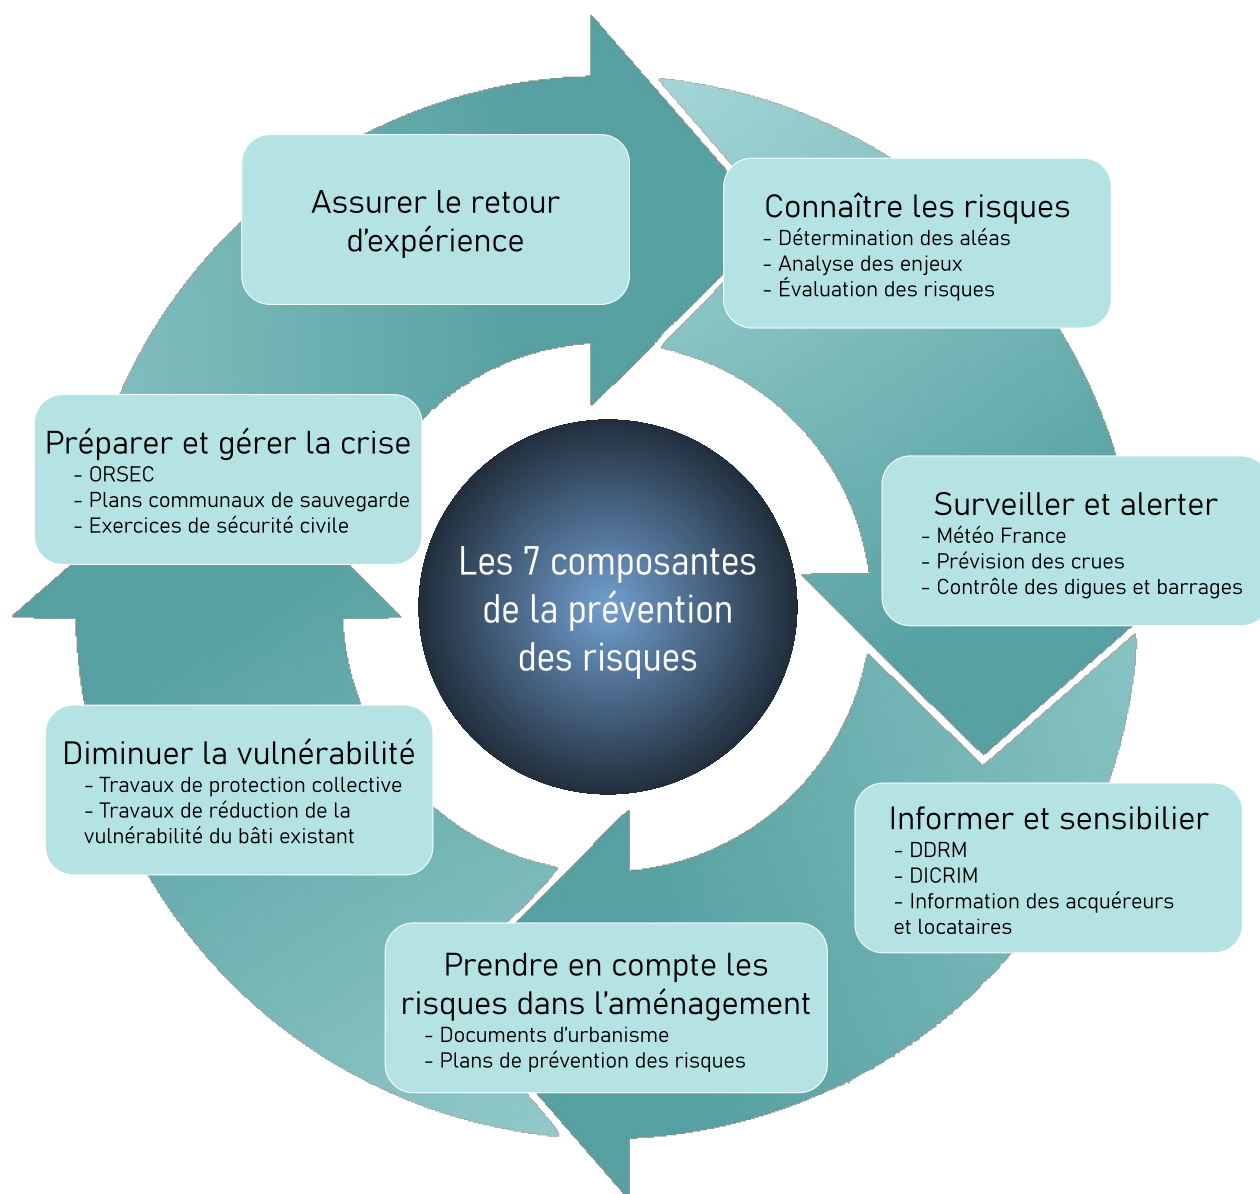 Assurer le retour
d'expérience
Connaître les risques
- Détermination des aléas
- Analyse des enjeux
- Évaluation des risques
Surveiller et alerter
- Météo France
- Prévision des crues
- Contrôle des digues et barrages
Informer et sensibilier
- DDRM
- DICRIM
- Information des acquéreurs
et locataires
Prendre en compte les
risques dans l'aménagement
- Documents d'urbanisme
- Plans de prévention des risques
Diminuer la vulnérabilité
- Travaux de protection collective
- Travaux de réduction de la
vulnérabilité du bâti existant
Préparer et gérer la crise
- ORSEC
- Plans communaux de sauvegarde
- Exercices de sécurité civile
Les 7 composantes
de la prévention
des risques